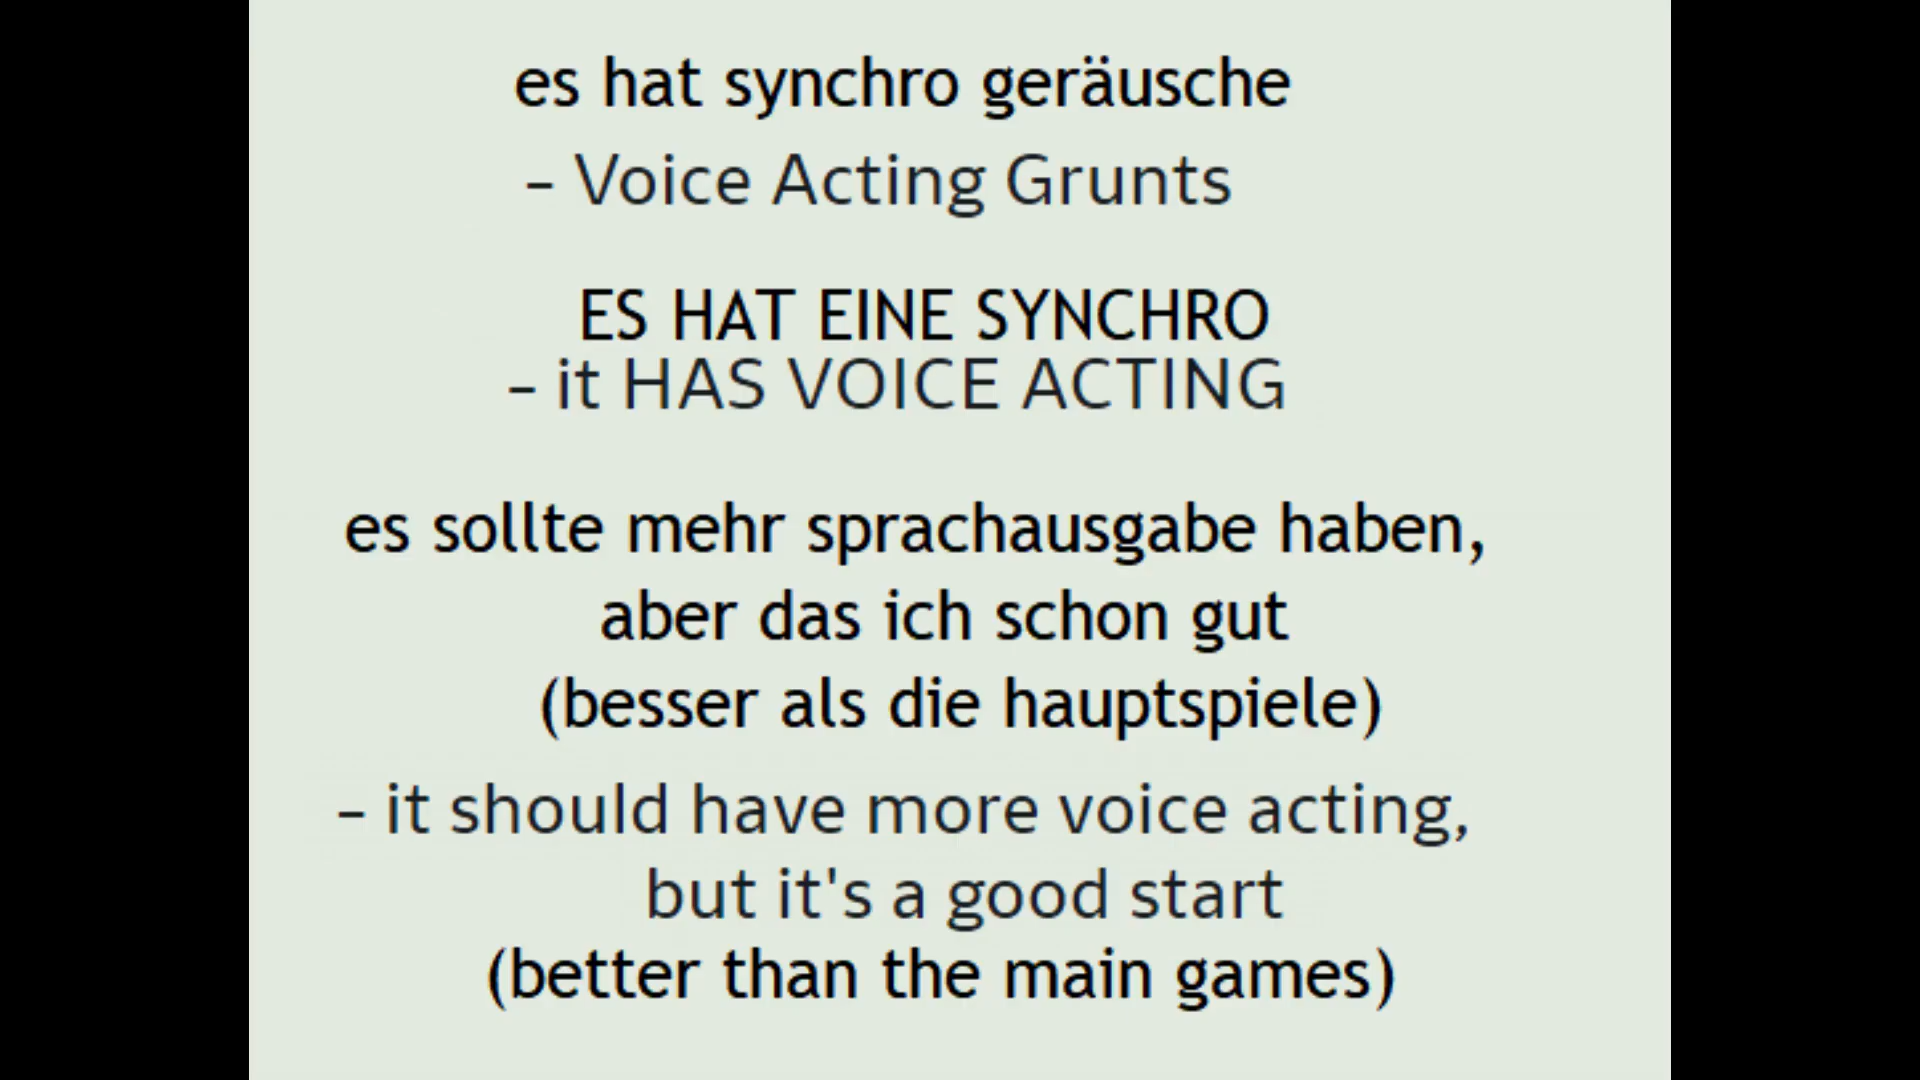 es hat synchro geräusche
– Voice Acting Grunts
ES HAT EINE SYNCHRO
– it HAS VOICE ACTING
es sollte mehr sprachausgabe haben,
aber das ich schon gut
(besser als die hauptspiele)
– it should have more voice acting,
but it's a good start
(better than the main games)